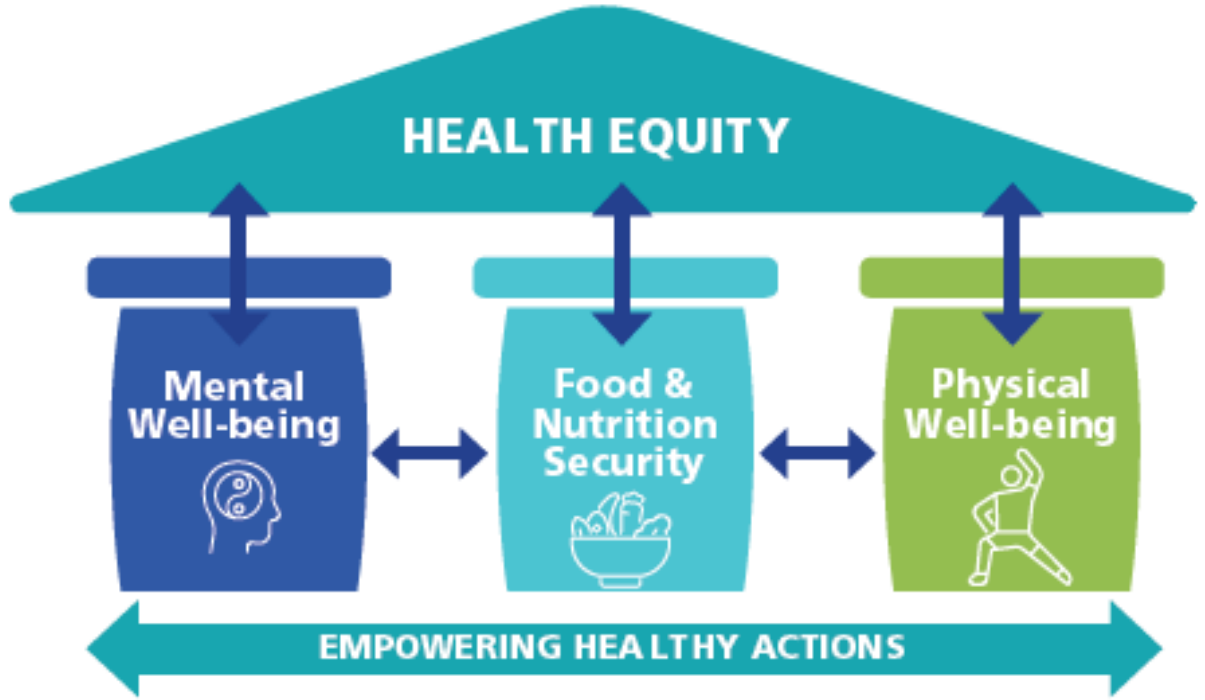 HEALTH EQUITY
Mental
Well-being
Food &
Nutrition
Security
Physical
Well-being
EMPOWERING HEALTHY ACTIONS